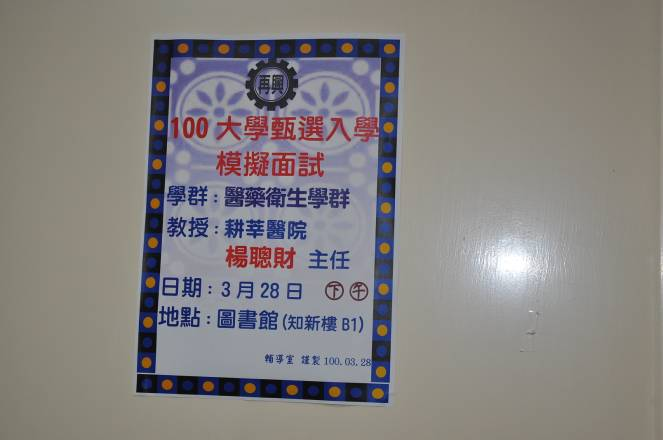 再興
100 大學甄選入學
模擬面試
學群：醫藥衛生學群
教授：耕莘醫院
楊聰財 主任
日期：3 月 28 日 下午
地點：圖書館(知新樓 B1)
輔導室 謹製 100.03.28